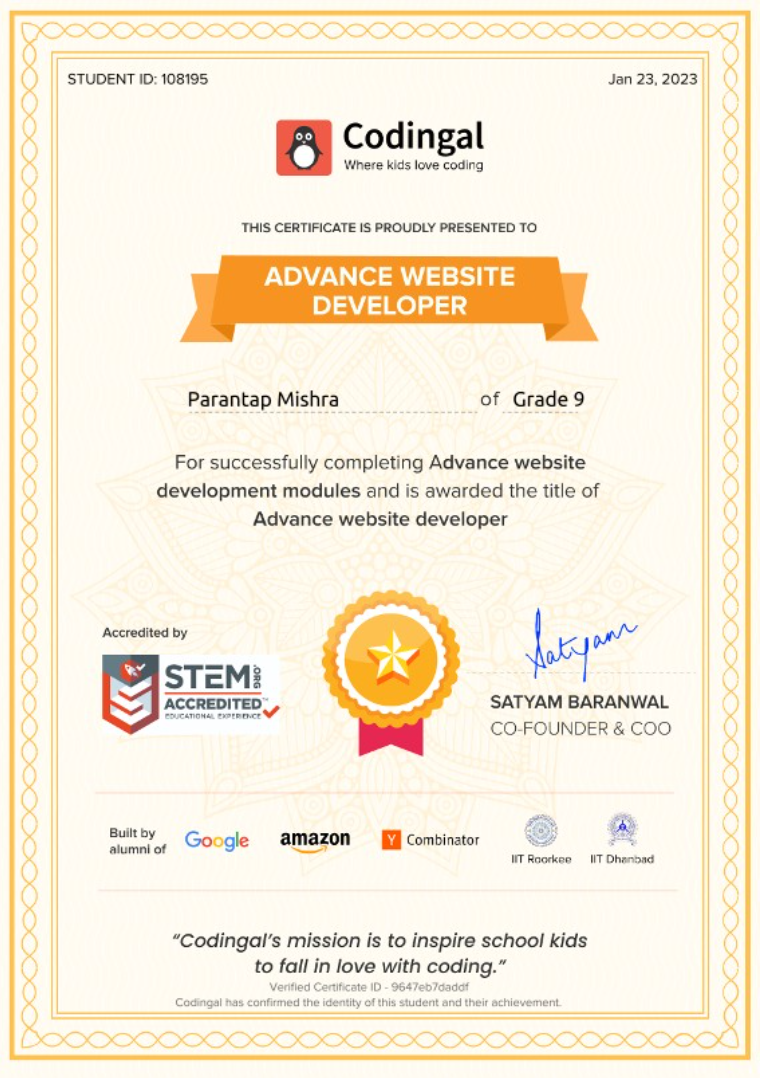 STUDENT ID: 108195
Jan 23, 2023
Codingal
Where kids love coding
THIS CERTIFICATE IS PROUDLY PRESENTED TO
ADVANCE WEBSITE
DEVELOPER
Parantap Mishra of Grade 9
For successfully completing Advance website
development modules and is awarded the title of
Advance website developer
Accredited by
STEM.ORG
ACCREDITED™
EDUCATIONAL EXPERIENCE
Satyam
SATYAM BARANWAL
CO-FOUNDER & COO
Built by
alumni of
Google
amazon
Y Combinator
IIT Roorkee
IIT Dhanbad
“Codingal’s mission is to inspire school kids
to fall in love with coding.”
Verified Certificate ID - 9647eb7daddf
Codingal has confirmed the identity of this student and their achievement.